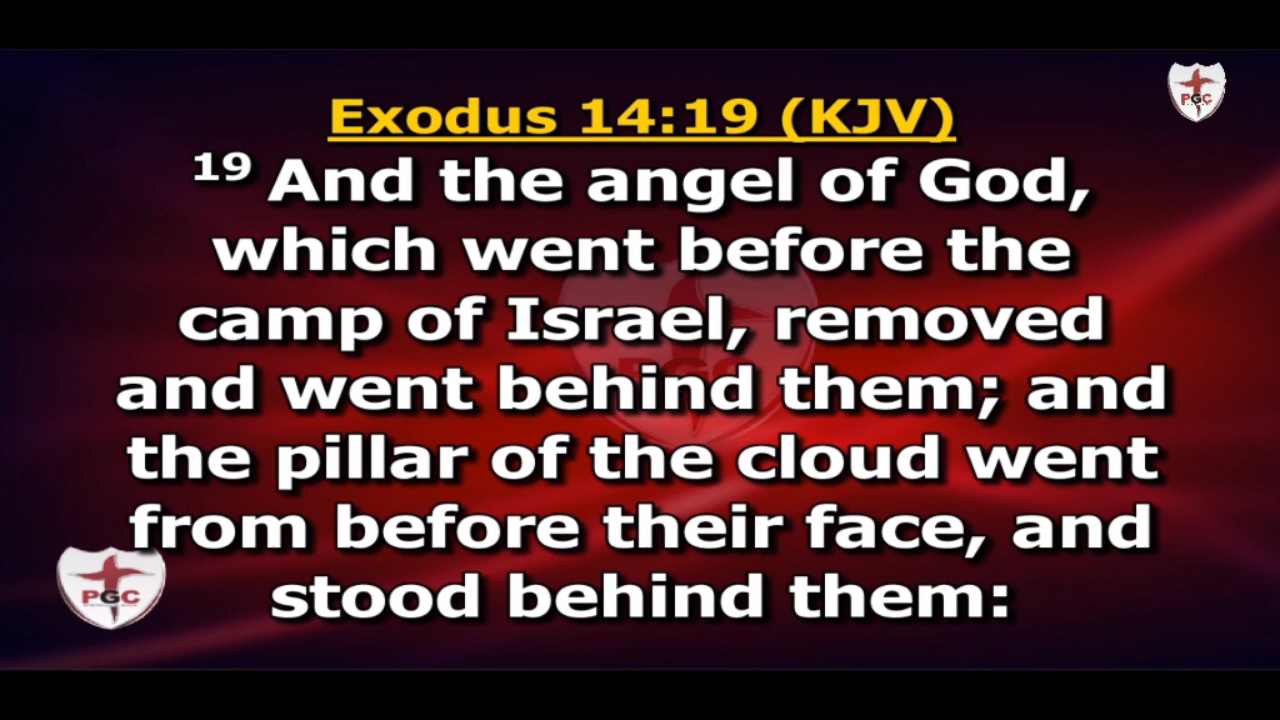 PGC
Exodus 14:19 (KJV)
19 And the angel of God,
which went before the
camp of Israel, removed
and went behind them; and
the pillar of the cloud went
from before their face, and
stood behind them:
PGC
PGC